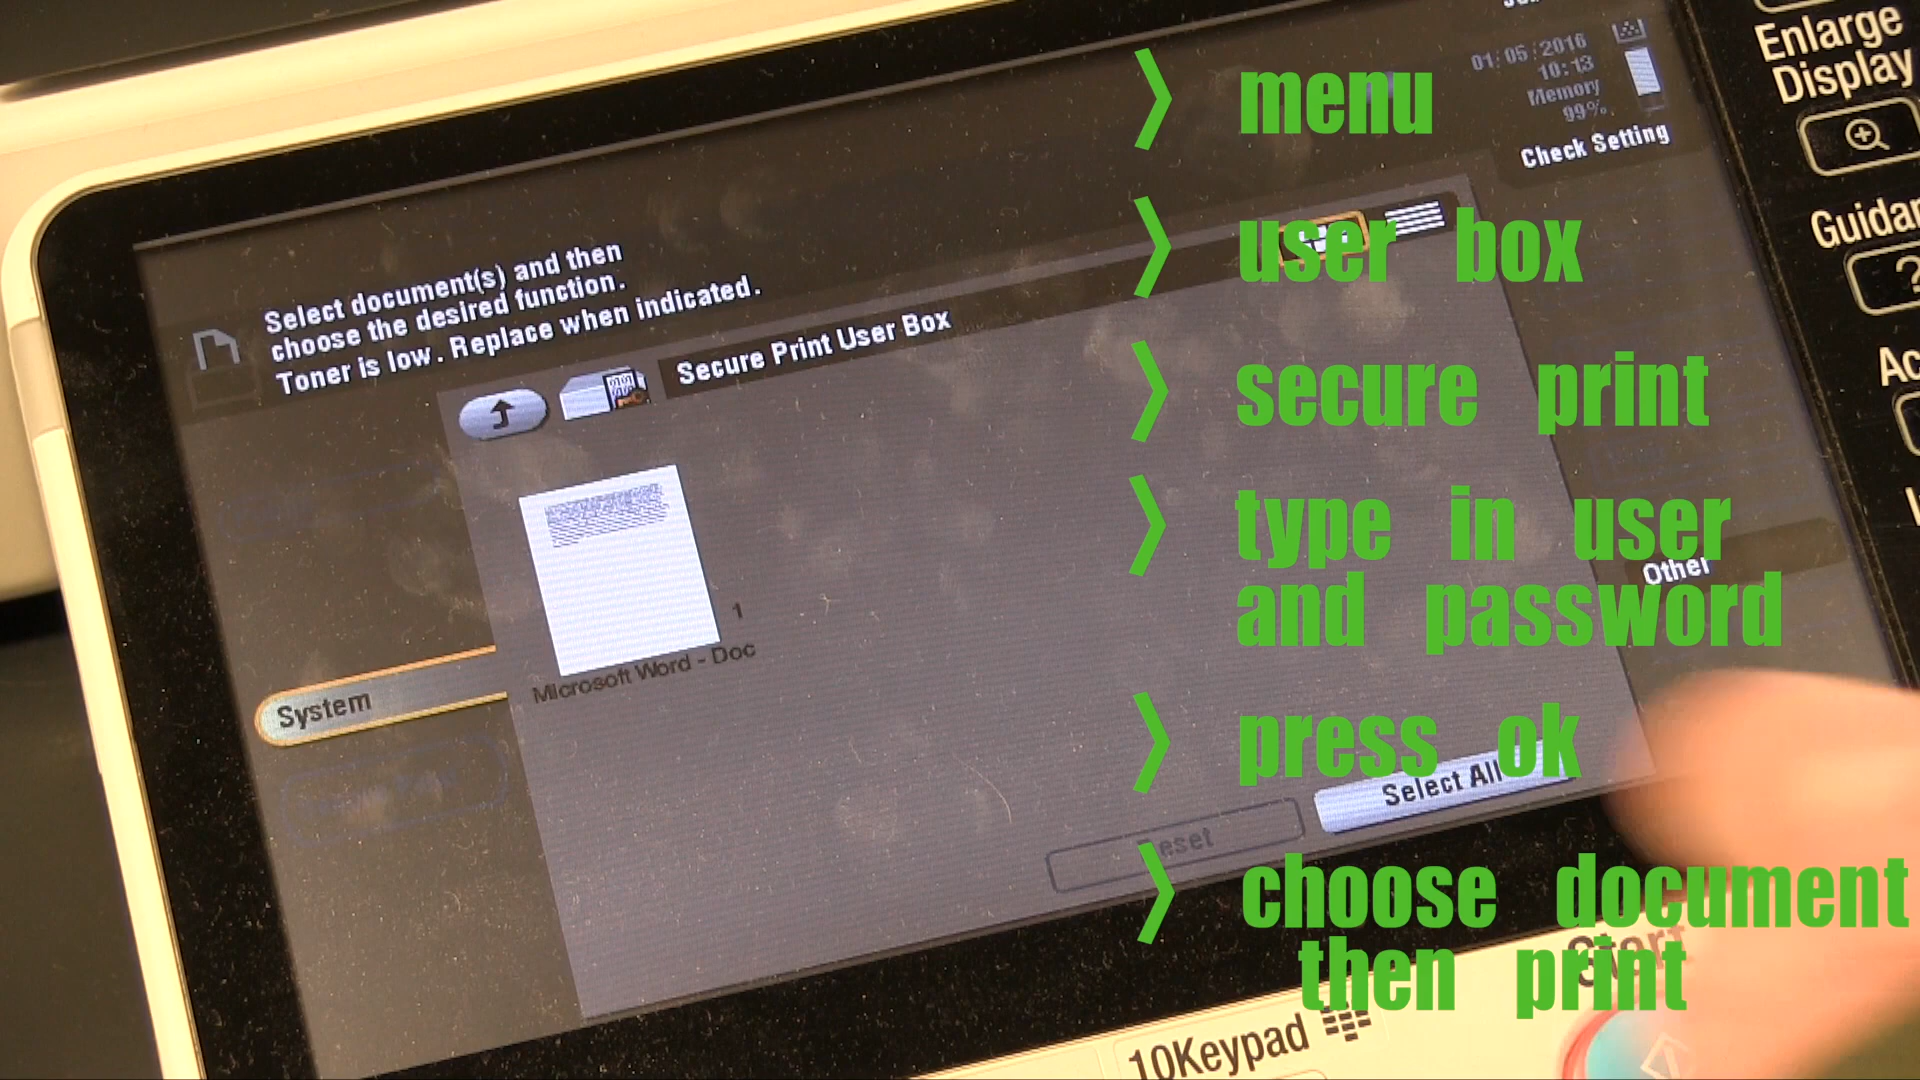 Select document(s) and then
choose the desired function.
Toner is low. Replace when indicated.
Secure Print User Box
1
Microsoft Word - Doc
System
Select All
Other
01/05/2016
10:13
Memory
99%
Check Setting
Enlarge
Display
10Keypad
Start
> menu
> user box
> secure print
> type in user
and password
> press ok
> choose document
then print